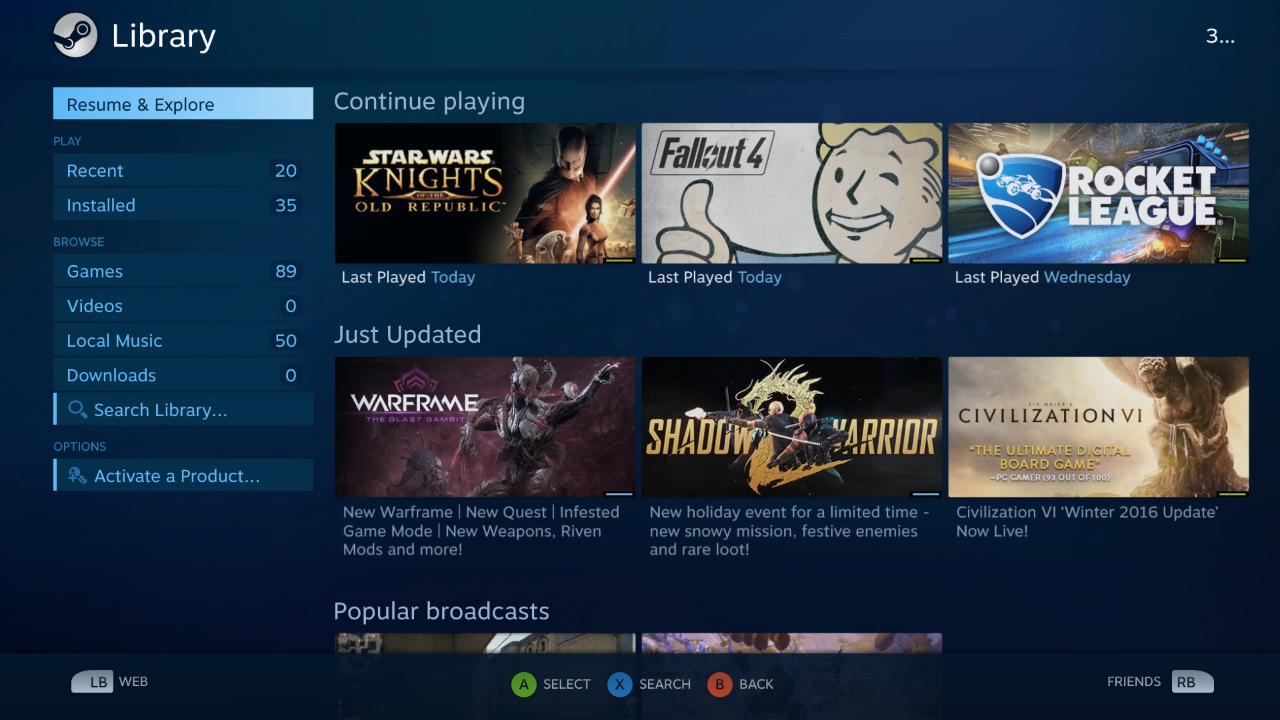 Library
3...
Resume & Explore
PLAY
Recent 20
Installed 35
BROWSE
Games 89
Videos 0
Local Music 50
Downloads 0
Search Library...
OPTIONS
Activate a Product...
Continue playing
STAR WARS
KNIGHTS
OF THE
OLD REPUBLIC
Last Played Today
Fallout 4
Last Played Today
ROCKET
LEAGUE
Last Played Wednesday
Just Updated
WARFRAME
THE GLAST GAMBIT
New Warframe | New Quest | Infested
Game Mode | New Weapons, Riven
Mods and more!
SHADOW WARRIOR
2
New holiday event for a limited time -
new snowy mission, festive enemies
and rare loot!
SID MEIER'S
CIVILIZATION VI
"THE ULTIMATE DIGITAL
BOARD GAME"
—PC GAMER (93 OUT OF 100)
Civilization VI ‘Winter 2016 Update’
Now Live!
Popular broadcasts
LB WEB
A SELECT X SEARCH B BACK
FRIENDS RB